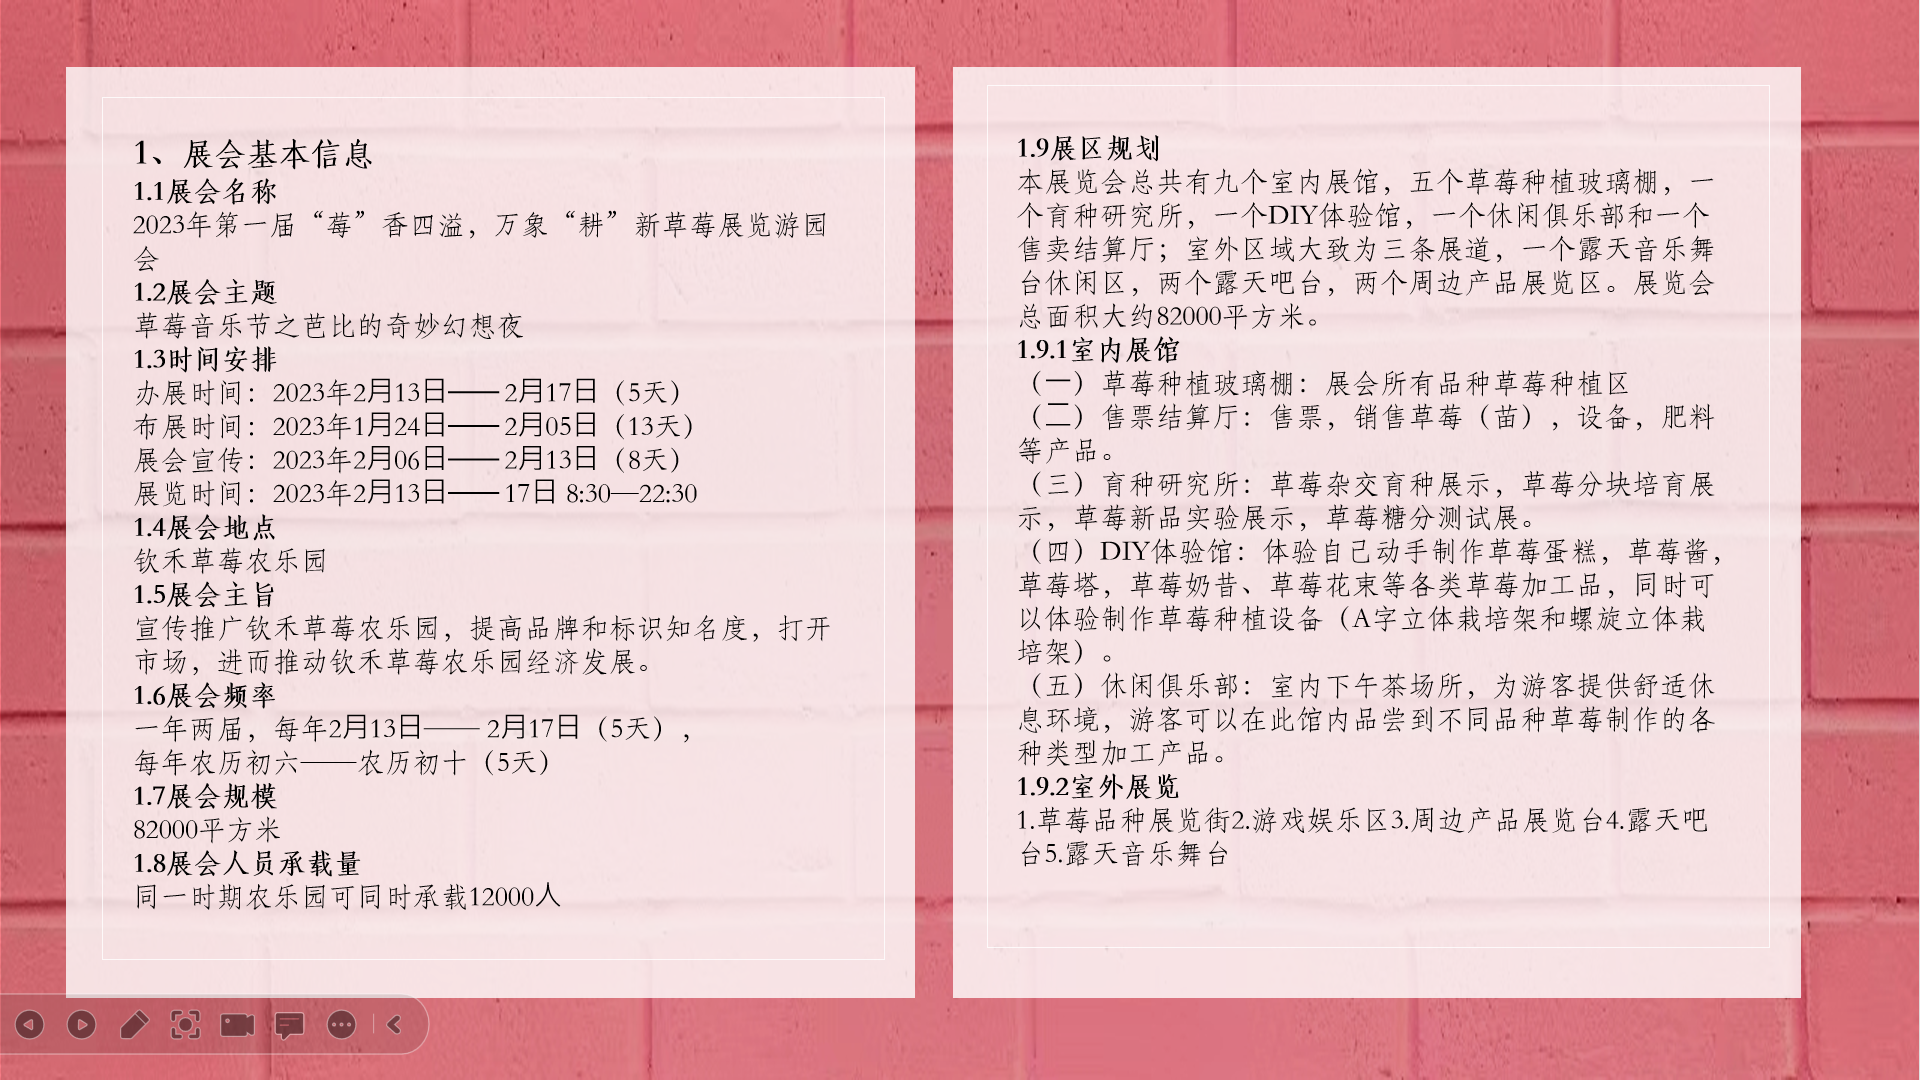 1、展会基本信息
1.1展会名称
2023年第一届“莓”香四溢，万象“耕”新草莓展览游园
会
1.2展会主题
草莓音乐节之芭比的奇妙幻想夜
1.3时间安排
办展时间：2023年2月13日—— 2月17日（5天）
布展时间：2023年1月24日—— 2月05日（13天）
展会宣传：2023年2月06日—— 2月13日（8天）
展览时间：2023年2月13日—— 17日 8:30—22:30
1.4展会地点
钦禾草莓农乐园
1.5展会主旨
宣传推广钦禾草莓农乐园，提高品牌和标识知名度，打开
市场，进而推动钦禾草莓农乐园经济发展。
1.6展会频率
一年两届，每年2月13日—— 2月17日（5天），
每年农历初六——农历初十（5天）
1.7展会规模
82000平方米
1.8展会人员承载量
同一时期农乐园可同时承载12000人
1.9展区规划
本展览会总共有九个室内展馆，五个草莓种植玻璃棚，一
个育种研究所，一个DIY体验馆，一个休闲俱乐部和一个
售卖结算厅；室外区域大致为三条展道，一个露天音乐舞
台休闲区，两个露天吧台，两个周边产品展览区。展览会
总面积大约82000平方米。
1.9.1室内展馆
（一）草莓种植玻璃棚：展会所有品种草莓种植区
（二）售票结算厅：售票，销售草莓（苗），设备，肥料
等产品。
（三）育种研究所：草莓杂交育种展示，草莓分块培育展
示，草莓新品实验展示，草莓糖分测试展。
（四）DIY体验馆：体验自己动手制作草莓蛋糕，草莓酱，
草莓塔，草莓奶昔、草莓花束等各类草莓加工品，同时可
以体验制作草莓种植设备（A字立体栽培架和螺旋立体栽
培架）。
（五）休闲俱乐部：室内下午茶场所，为游客提供舒适休
息环境，游客可以在此馆内品尝到不同品种草莓制作的各
种类型加工产品。
1.9.2室外展览
1.草莓品种展览街2.游戏娱乐区3.周边产品展览台4.露天吧
台5.露天音乐舞台